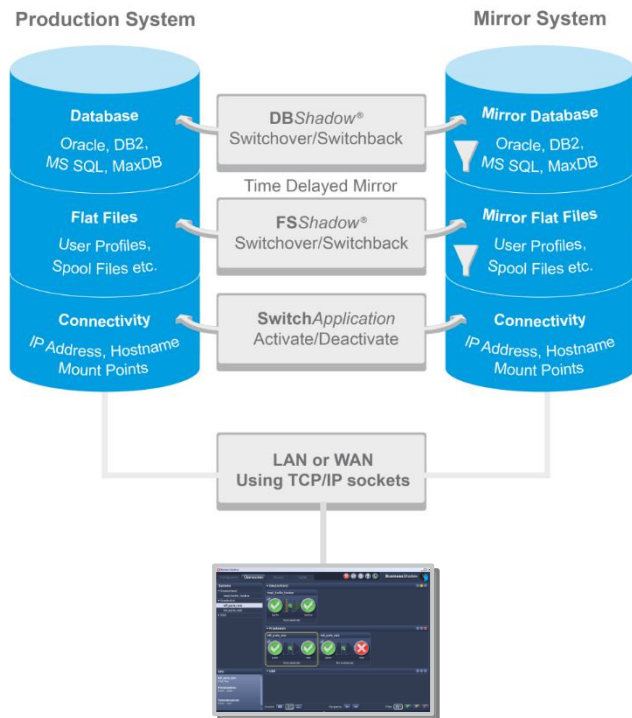 Production System
Mirror System
Database
Oracle, DB2,
MS SQL, MaxDB
DBShadow®
Switchover/Switchback
Mirror Database
Oracle, DB2,
MS SQL, MaxDB
Time Delayed Mirror
Flat Files
User Profiles,
Spool Files etc.
FSShadow®
Switchover/Switchback
Mirror Flat Files
User Profiles,
Spool Files etc.
Connectivity
IP Address, Hostname
Mount Points
SwitchApplication
Activate/Deactivate
Connectivity
IP Address, Hostname
Mount Points
LAN or WAN
Using TCP/IP sockets